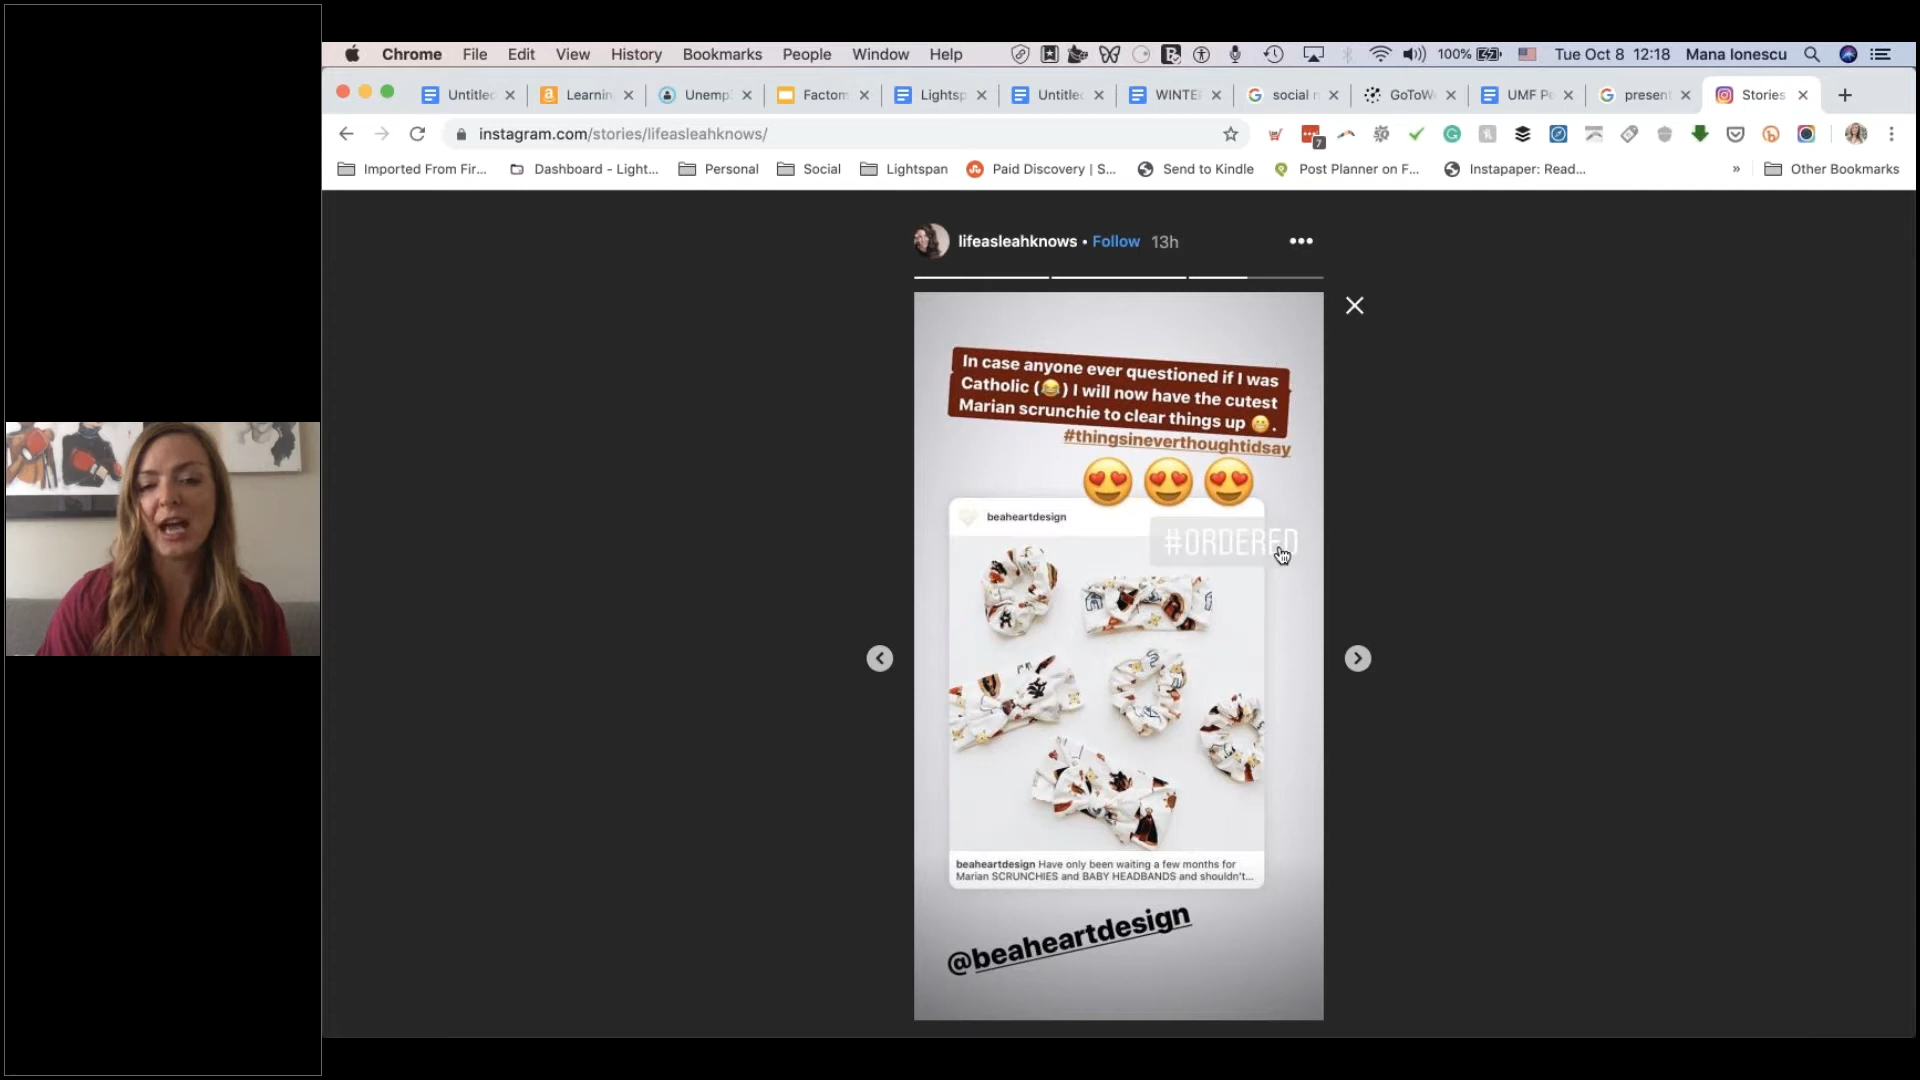 Chrome File Edit View History Bookmarks People Window Help 100% Tue Oct 8 12:18 Mana Ionescu
Untitled Learnin Unemp Factom Lightsp Untitled WINTE social n GoToW UMF P presen Stories
instagram.com/stories/lifeasleahknows/
7
Imported From Fir... Dashboard - Light... Personal Social Lightspan Paid Discovery | S... Send to Kindle Post Planner on F... Instapaper: Read... » Other Bookmarks
lifeasleahknows • Follow 13h
In case anyone ever questioned if I was
Catholic (😂) I will now have the cutest
Marian scrunchie to clear things up 😁.
#thingsineverthoughtidsay
beaheartdesign
#ORDERED
beaheartdesign Have only been waiting a few months for
Marian SCRUNCHIES and BABY HEADBANDS and shouldn't...
@beaheartdesign